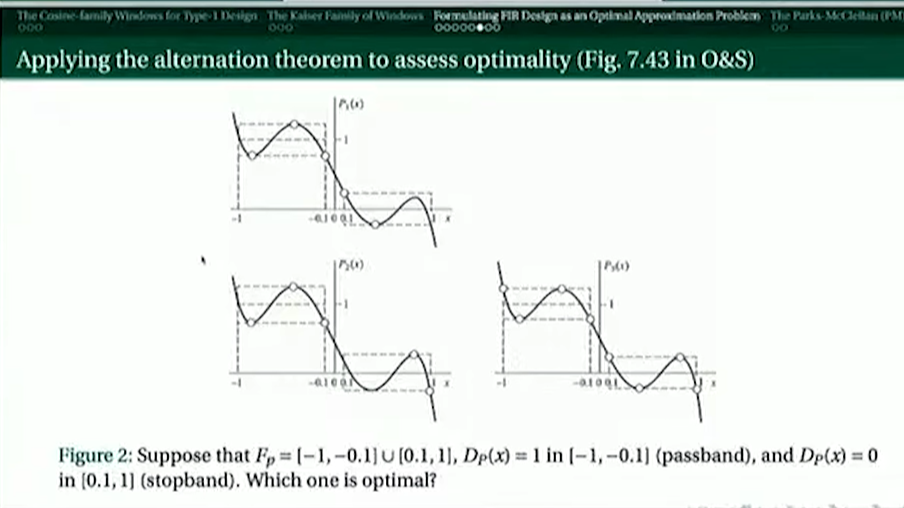 The Cosine-family Windows for Type-1 Design The Kaiser Family of Windows Formulating FIR Design as an Optimal Approximation Problem The Parks-McClellan (PM
Applying the alternation theorem to assess optimality (Fig. 7.43 in O&S)
P₁(x)
1
-1 -0.1 0 0.1 1 x
P₂(x) P₃(x)
1 1
-1 -0.1 0 0.1 x -1 -0.1 0 0.1 1 x
Figure 2: Suppose that Fₚ = [−1,−0.1] ∪ [0.1,1], D_P(x) = 1 in [−1,−0.1] (passband), and D_P(x) = 0
in [0.1,1] (stopband). Which one is optimal?